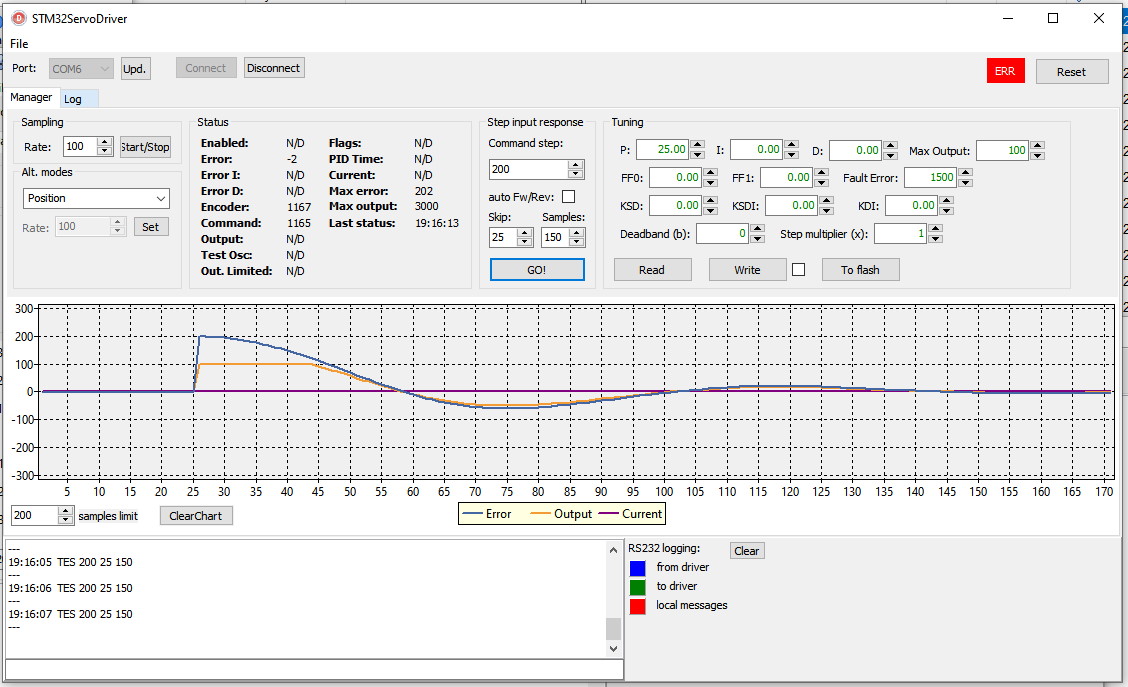 STM32ServoDriver
File
Port: COM6 Upd. Connect Disconnect ERR Reset
Manager Log
Sampling
Rate: 100 Start/Stop
Alt. modes
Position
Rate: 100 Set
Status
Enabled: N/D Flags: N/D
Error: -2 PID Time: N/D
Error I: N/D Current: N/D
Error D: N/D Max error: 202
Encoder: 1167 Max output: 3000
Command: 1165 Last status: 19:16:13
Output: N/D
Test Osc: N/D
Out. Limited: N/D
Step input response
Command step:
200
auto Fw/Rev:
Skip: Samples:
25 150
GO!
Tuning
P: 25.00 I: 0.00 D: 0.00 Max Output: 100
FF0: 0.00 FF1: 0.00 Fault Error: 1500
KSD: 0.00 KSDI: 0.00 KDI: 0.00
Deadband (b): 0 Step multiplier (x): 1
Read Write To flash
300
200
100
0
-100
-200
-300
5 10 15 20 25 30 35 40 45 50 55 60 65 70 75 80 85 90 95 100 105 110 115 120 125 130 135 140 145 150 155 160 165 170
200 samples limit ClearChart
Error Output Current
---
19:16:05 TES 200 25 150
---
19:16:06 TES 200 25 150
---
19:16:07 TES 200 25 150
---
RS232 logging: Clear
from driver
to driver
local messages